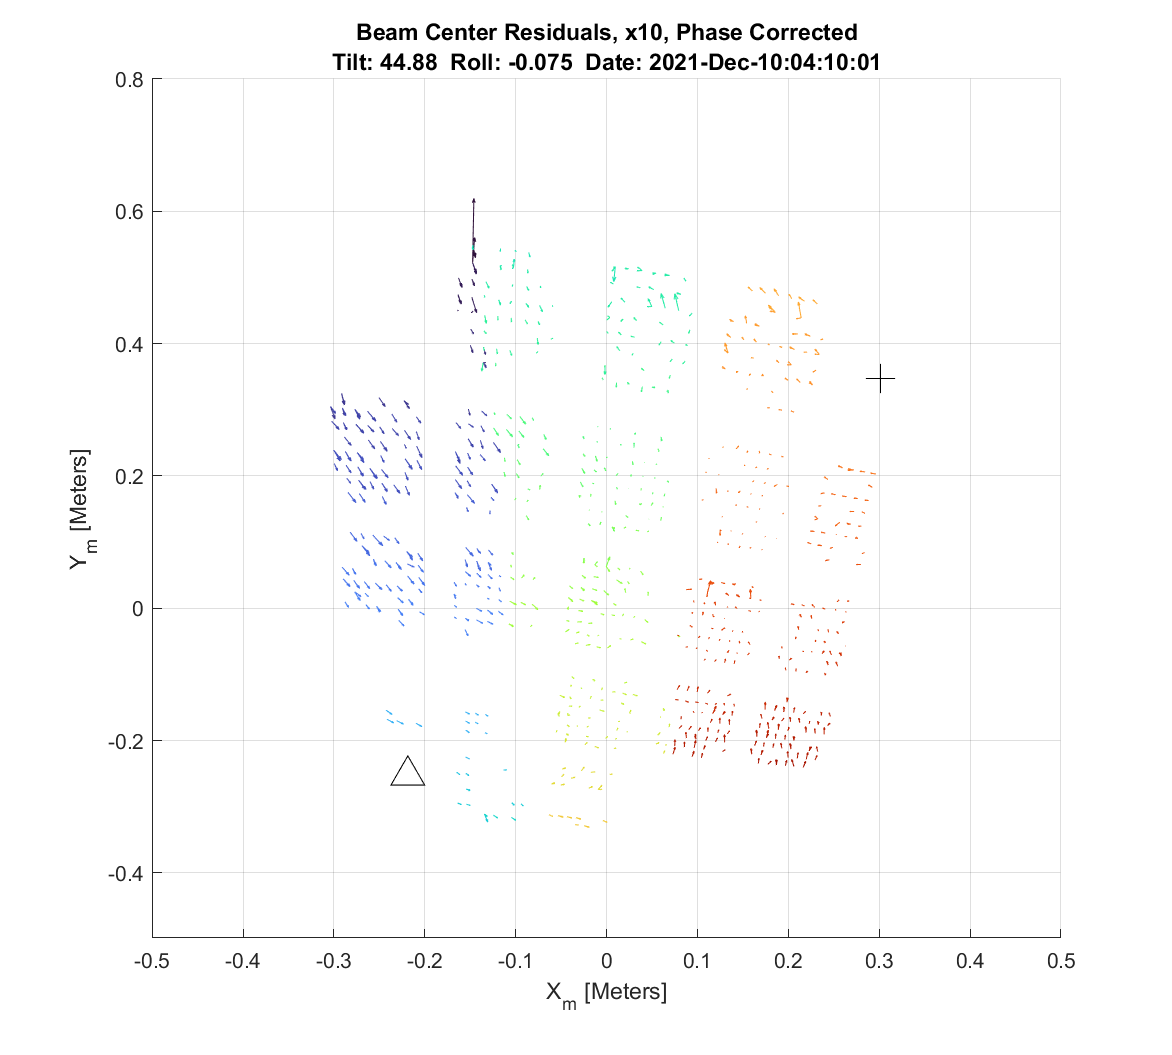 Beam Center Residuals, x10, Phase Corrected
Tilt: 44.88 Roll: -0.075 Date: 2021-Dec-10:04:10:01
0.8
0.6
0.4
0.2
0
-0.2
-0.4
Y_m [Meters]
-0.5 -0.4 -0.3 -0.2 -0.1 0 0.1 0.2 0.3 0.4 0.5
X_m [Meters]